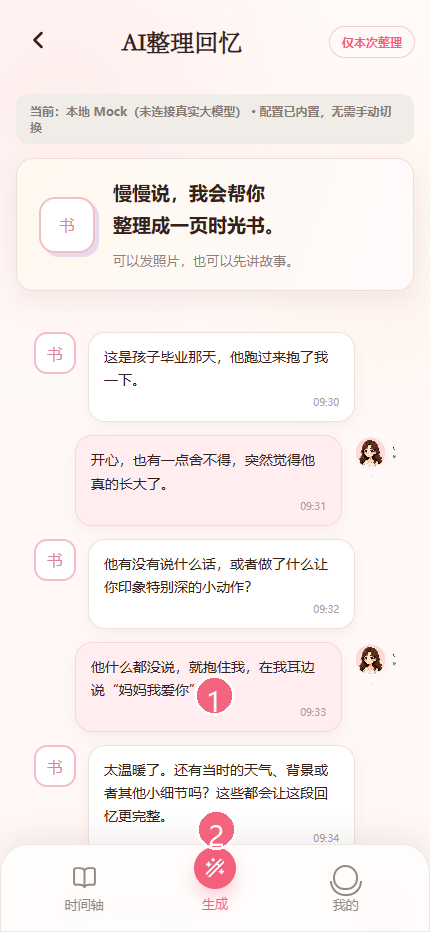 AI整理回忆
仅本次整理
当前：本地 Mock（未连接真实大模型）・配置已内置，无需手动切
换
书
慢慢说，我会帮你
整理成一页时光书。
可以发照片，也可以先讲故事。
书
这是孩子毕业那天，他跑过来抱了我
一下。
09:30
开心，也有一点舍不得，突然觉得他
真的长大了。
09:31
书
他有没有说什么话，或者做了什么让
你印象特别深的小动作？
09:32
他什么都没说，就抱住我，在我耳边
说“妈妈我爱你”
1
09:33
书
太温暖了。还有当时的天气、背景或
者其他小细节吗？这些都会让这段回
忆更完整。
09:34
2
时间轴
生成
我的